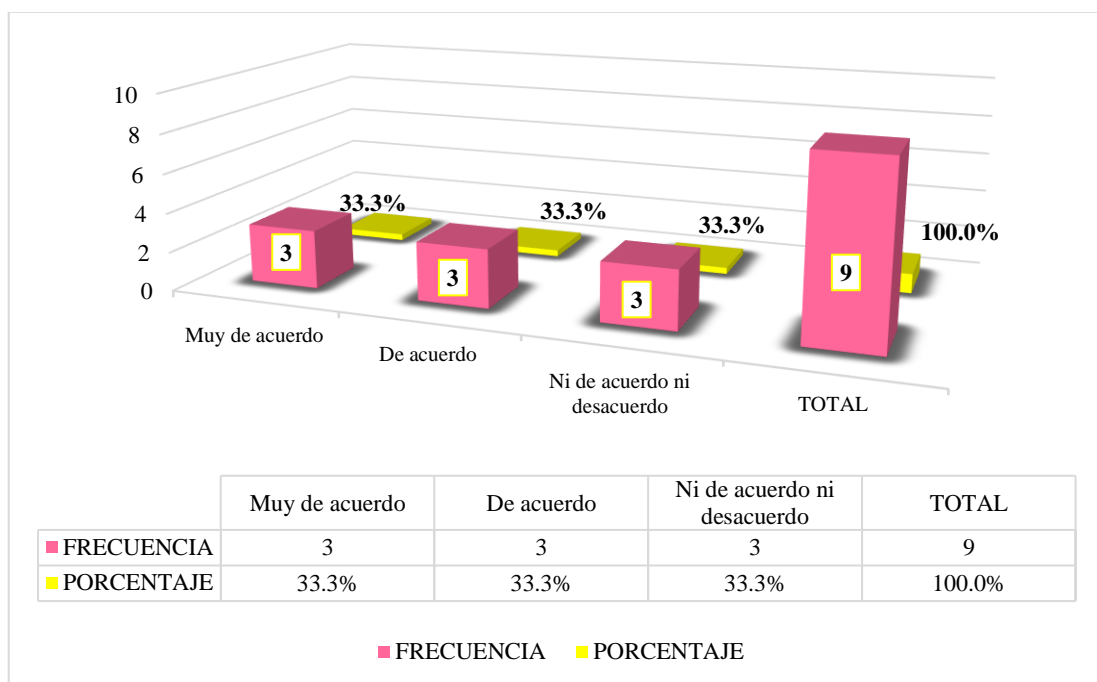 10
8
6
4
2
0
33.3%
33.3%
33.3%
100.0%
3
3
3
9
Muy de acuerdo
De acuerdo
Ni de acuerdo ni
desacuerdo
TOTAL
Muy de acuerdo De acuerdo Ni de acuerdo ni desacuerdo TOTAL
FRECUENCIA 3 3 3 9
PORCENTAJE 33.3% 33.3% 33.3% 100.0%
FRECUENCIA PORCENTAJE